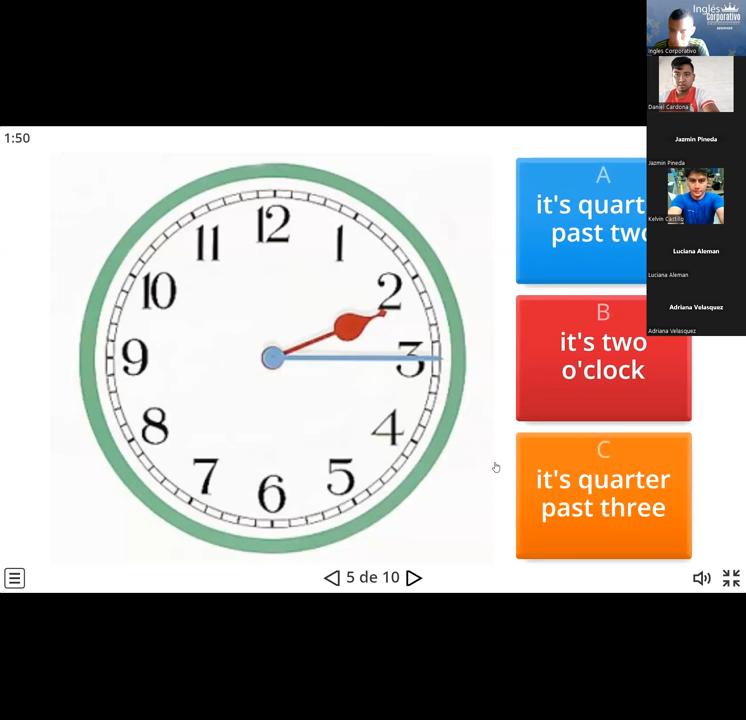 Inglés
Corporativo
Ingles Corporativo
Daniel Cardona
Jazmin Pineda
Jazmin Pineda
Kelvin Castillo
Luciana Aleman
Luciana Aleman
Adriana Velasquez
Adriana Velasquez
1:50
12
11
1
10
2
9
3
8
4
7
5
6
A
it's quart
past two
B
it's two
o'clock
C
it's quarter
past three
5 de 10